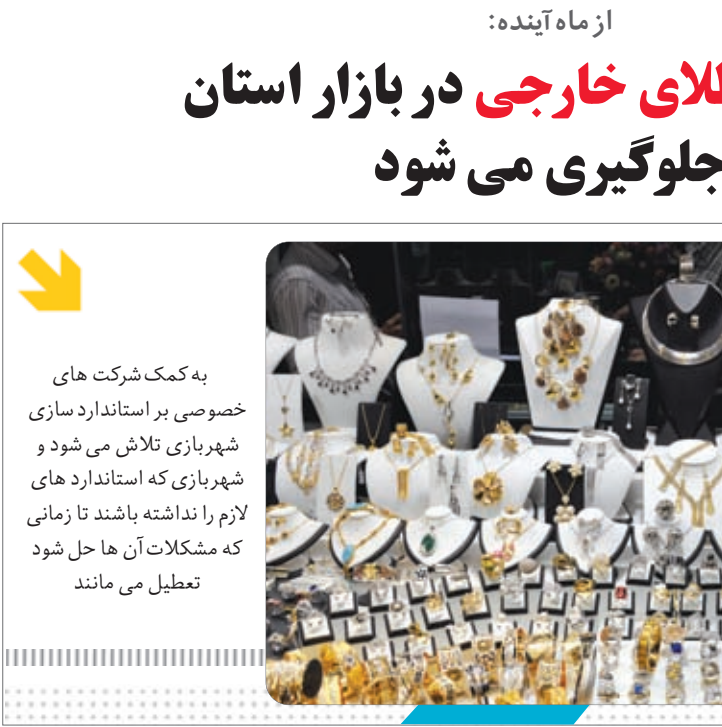 از ماه آینده:
خارجی در بازار استان
جلوگیری می شود
به کمک شرکت های
خصوصی بر استاندارد سازی
شهربازی تلاش می شود و
شهربازی که استاندارد های
لازم را نداشته باشند تا زمانی
که مشکلات آن ها حل شود
تعطیل می مانند